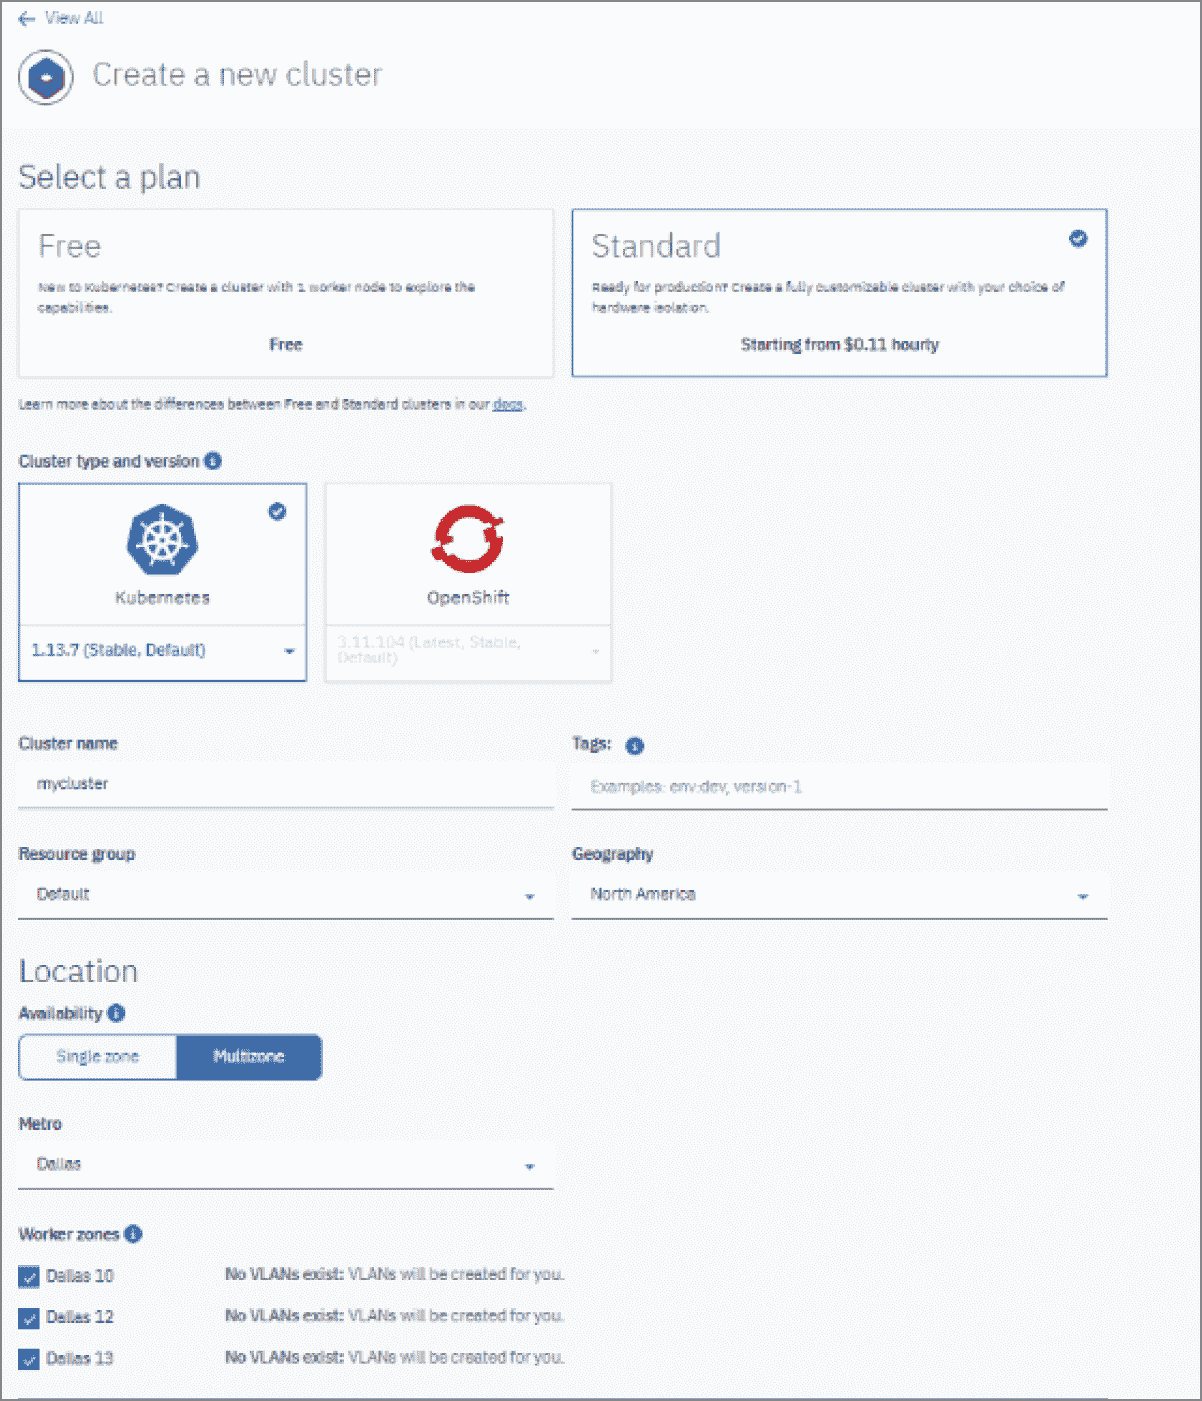 View All
Create a new cluster
Select a plan
Free
New to Kubernetes? Create a cluster with 1 worker node to explore the
capabilities.
Free
Standard
Ready for production? Create a fully customizable cluster with your choice of
hardware isolation.
Starting from $0.11 hourly
Learn more about the differences between Free and Standard clusters in our docs.
Cluster type and version
Kubernetes
1.13.7 (Stable, Default)
OpenShift
3.11.104 (Latest, Stable,
Default)
Cluster name
mycluster
Tags:
Examples: env:dev, version-1
Resource group
Default
Geography
North America
Location
Availability
Single zone
Multizone
Metro
Dallas
Worker zones
Dallas 10 No VLANs exist: VLANs will be created for you.
Dallas 12 No VLANs exist: VLANs will be created for you.
Dallas 13 No VLANs exist: VLANs will be created for you.